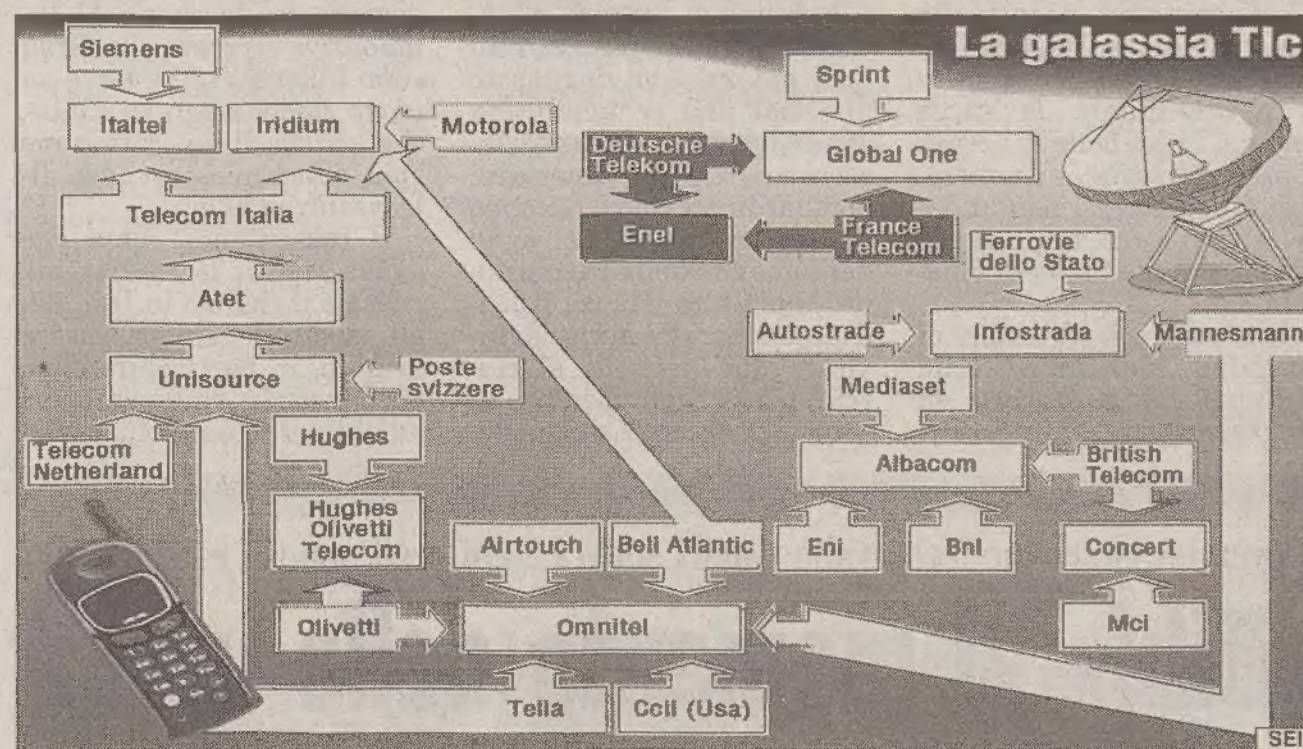 La galassia Tlc
Siemens
Sprint
Italtel
Iridium
Motorola
Deutsche
Telekom
Global One
Telecom Italia
Enel
France
Telecom
Ferrovie
dello Stato
Atet
Autostrade
Infostrada
Mannesmann
Unisource
Poste
svizzere
Mediaset
Telecom
Netherland
Hughes
Albacom
British
Telecom
Hughes
Olivetti
Telecom
Airtouch
Bell Atlantic
Eni
Bnl
Concert
Olivetti
Omnitel
Mci
Telia
Ccil (Usa)
SEI